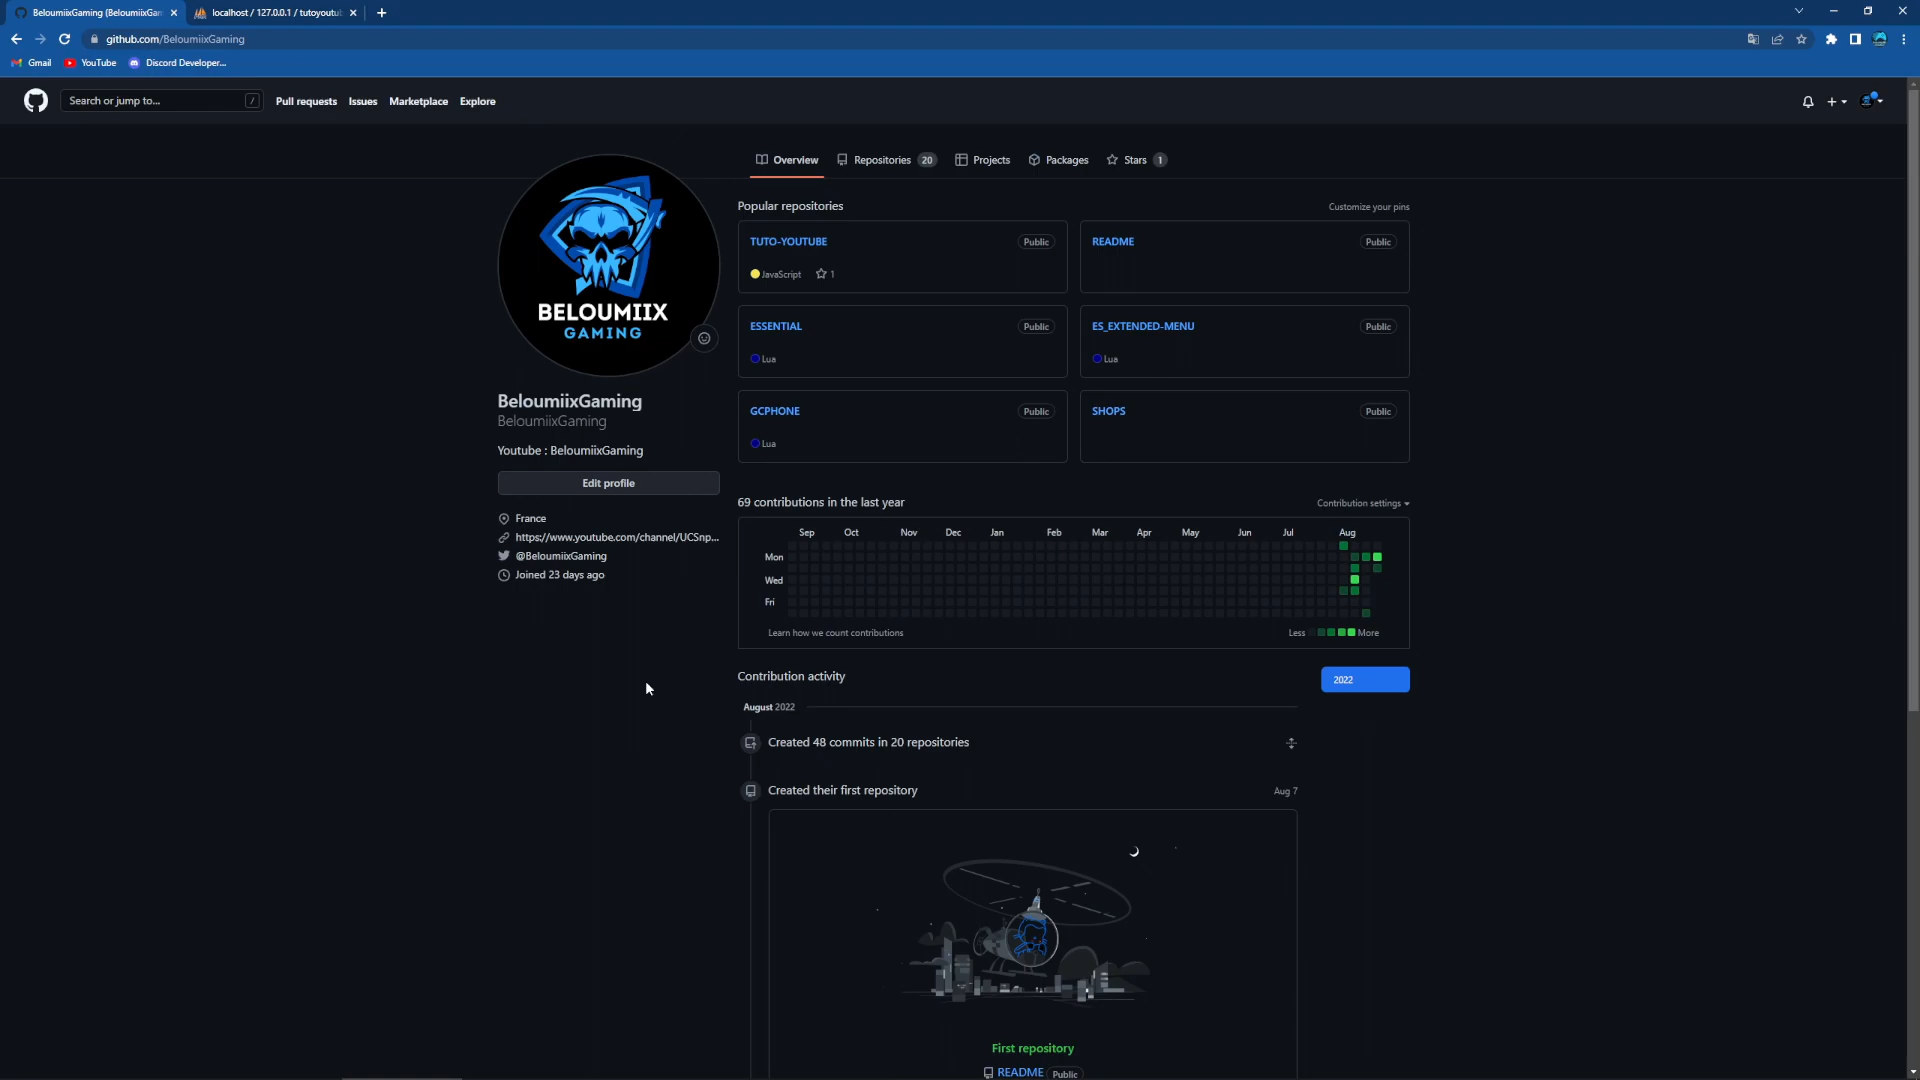 BeloumiixGaming (BeloumiixGam
localhost / 127.0.0.1 / tutoyoutu
github.com/BeloumiixGaming
Gmail
YouTube
Discord Developer...
Search or jump to...
/
Pull requests
Issues
Marketplace
Explore
Overview
Repositories 20
Projects
Packages
Stars 1
BELOUMIIX
GAMING
BeloumiixGaming
BeloumiixGaming
Youtube : BeloumiixGaming
Edit profile
France
https://www.youtube.com/channel/UCSnp...
@BeloumiixGaming
Joined 23 days ago
Popular repositories
Customize your pins
TUTO-YOUTUBE
Public
JavaScript
1
README
Public
ESSENTIAL
Public
Lua
ES_EXTENDED-MENU
Public
Lua
GCPHONE
Public
Lua
SHOPS
Public
69 contributions in the last year
Contribution settings
Sep Oct Nov Dec Jan Feb Mar Apr May Jun Jul Aug
Mon
Wed
Fri
Learn how we count contributions
Less
More
Contribution activity
2022
August 2022
Created 48 commits in 20 repositories
Created their first repository
Aug 7
First repository
README Public